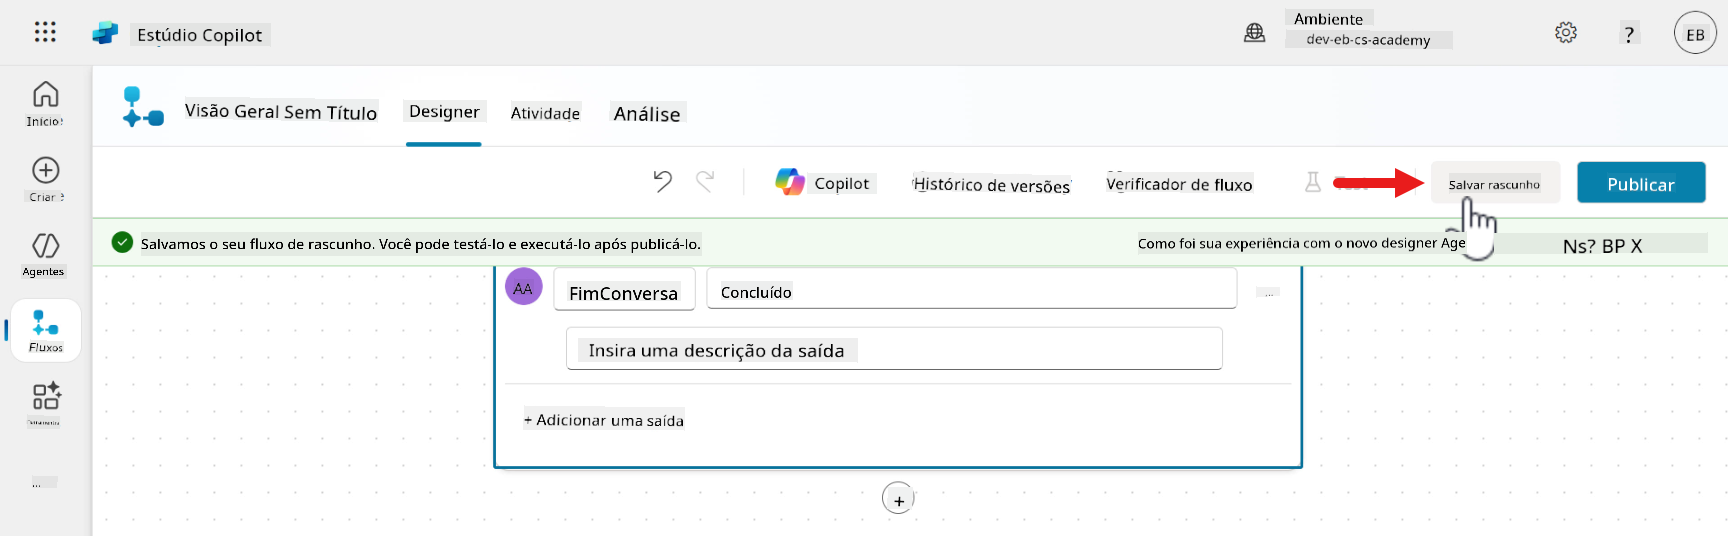 Estúdio Copilot
Ambiente
dev-eb-cs-academy
?
EB
Início
Criar
Agentes
Fluxos
...
Visão Geral Sem Título
Designer
Atividade
Análise
Copilot
Histórico de versões
Verificador de fluxo
Salvar rascunho
Publicar
Salvamos o seu fluxo de rascunho. Você pode testá-lo e executá-lo após publicá-lo.
Como foi sua experiência com o novo designer Age
Ns? BP X
AA
FimConversa
Concluído
...
Insira uma descrição da saída
+ Adicionar uma saída
+